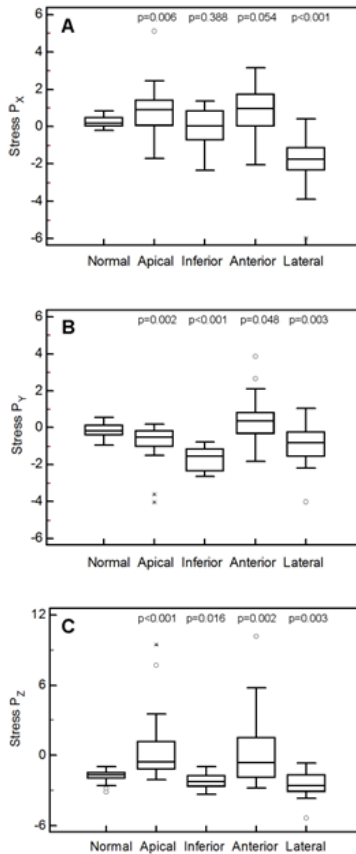 A
p=0.006 p=0.388 p=0.054 p<0.001
6
4
2
0
-2
-4
-6
Stress PX
Normal Apical Inferior Anterior Lateral
B
p=0.002 p<0.001 p=0.048 p=0.003
6
4
2
0
-2
-4
-6
Stress PY
Normal Apical Inferior Anterior Lateral
C
p<0.001 p=0.016 p=0.002 p=0.003
12
6
0
-6
Stress PZ
Normal Apical Inferior Anterior Lateral